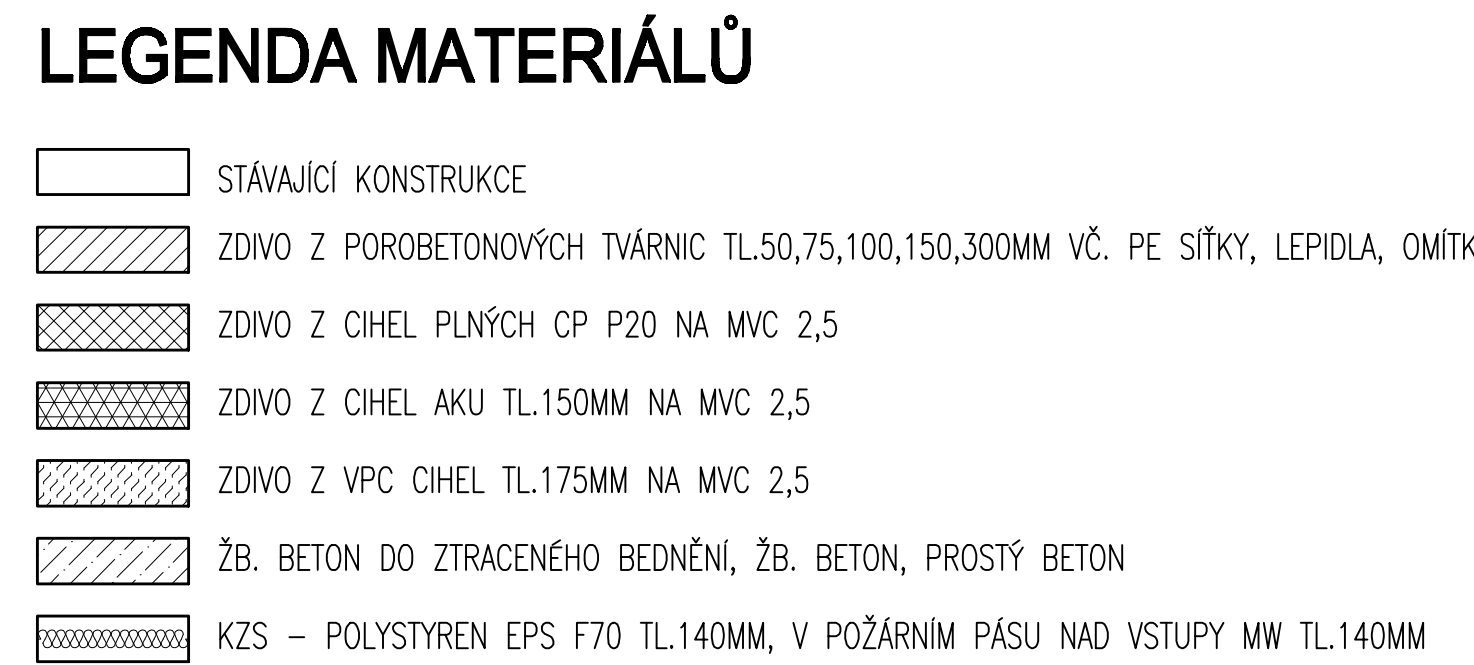 LEGENDA MATERIÁLŮ
STÁVAJÍCÍ KONSTRUKCE
ZDIVO Z POROBETONOVÝCH TVÁRNIC TL.50,75,100,150,300MM VČ. PE SÍŤKY, LEPIDLA,
ZDIVO Z CIHEL PLNÝCH CP P20 NA MVC 2,5
ZDIVO Z CIHEL AKU TL.150MM NA MVC 2,5
ZDIVO Z VPC CIHEL TL.175MM NA MVC 2,5
ŽB. BETON DO ZTRACENÉHO BEDNĚNÍ, ŽB. BETON, PROSTÝ BETON
KZS – POLYSTYREN EPS F70 TL.140MM, V POŽÁRNÍM PÁSU NAD VSTUPY MW TL.140MM